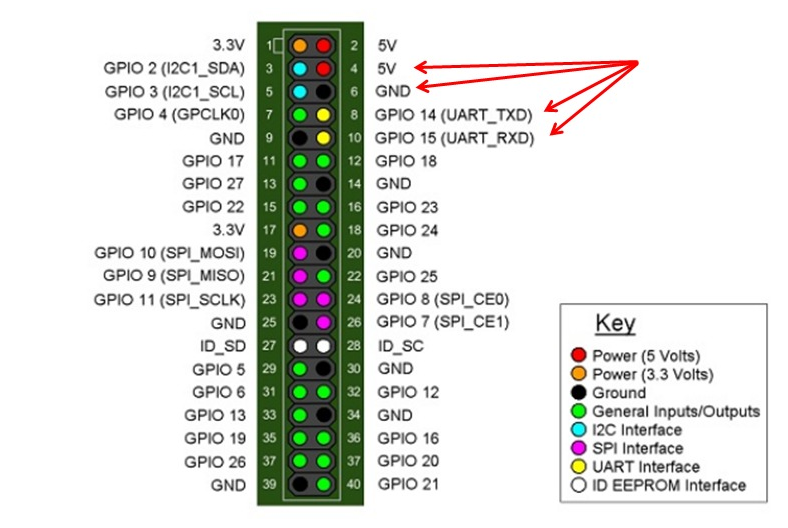 3.3V 1 2 5V
GPIO 2 (I2C1_SDA) 3 4 5V
GPIO 3 (I2C1_SCL) 5 6 GND
GPIO 4 (GPCLK0) 7 8 GPIO 14 (UART_TXD)
GND 9 10 GPIO 15 (UART_RXD)
GPIO 17 11 12 GPIO 18
GPIO 27 13 14 GND
GPIO 22 15 16 GPIO 23
3.3V 17 18 GPIO 24
GPIO 10 (SPI_MOSI) 19 20 GND
GPIO 9 (SPI_MISO) 21 22 GPIO 25
GPIO 11 (SPI_SCLK) 23 24 GPIO 8 (SPI_CE0)
GND 25 26 GPIO 7 (SPI_CE1)
ID_SD 27 28 ID_SC
GPIO 5 29 30 GND
GPIO 6 31 32 GPIO 12
GPIO 13 33 34 GND
GPIO 19 35 36 GPIO 16
GPIO 26 37 37 GPIO 20
GND 39 40 GPIO 21
Key
Power (5 Volts)
Power (3.3 Volts)
Ground
General Inputs/Outputs
I2C Interface
SPI Interface
UART Interface
ID EEPROM Interface